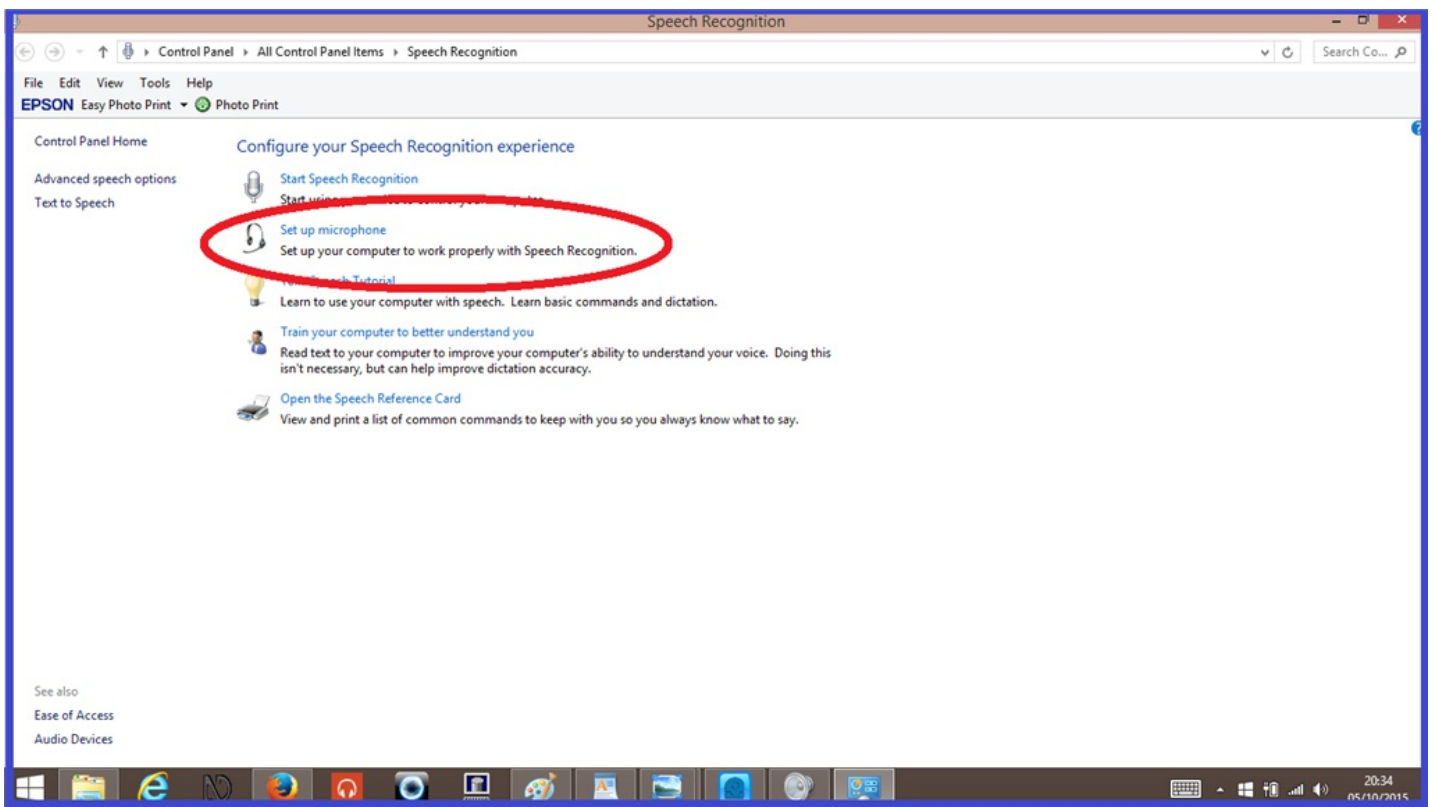 Speech Recognition
Control Panel All Control Panel Items Speech Recognition
Search Co...
File Edit View Tools Help
EPSON Easy Photo Print Photo Print
Control Panel Home
Advanced speech options
Text to Speech
Configure your Speech Recognition experience
Start Speech Recognition
Start using
Set up microphone
Set up your computer to work properly with Speech Recognition.
Tutorial
Learn to use your computer with speech. Learn basic commands and dictation.
Train your computer to better understand you
Read text to your computer to improve your computer's ability to understand your voice. Doing this
isn't necessary, but can help improve dictation accuracy.
Open the Speech Reference Card
View and print a list of common commands to keep with you so you always know what to say.
See also
Ease of Access
Audio Devices
20:34
05/10/2015